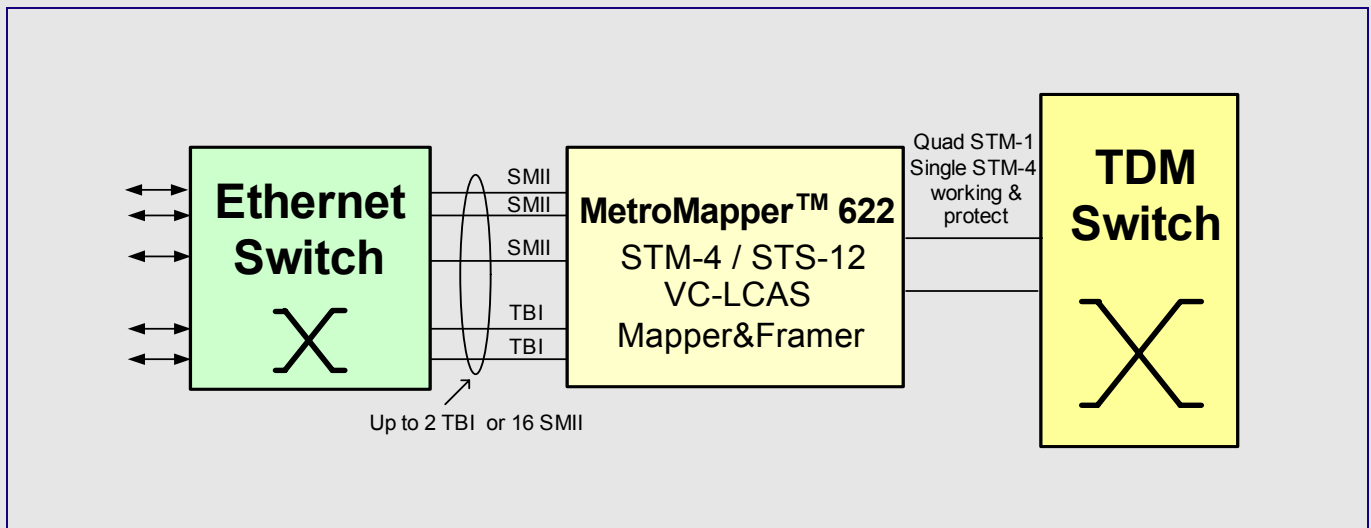 Ethernet
Switch
SMII
SMII
SMII
TBI
TBI
Up to 2 TBI or 16 SMII
MetroMapper™ 622
STM-4 / STS-12
VC-LCAS
Mapper&Framer
Quad STM-1
Single STM-4
working &
protect
TDM
Switch